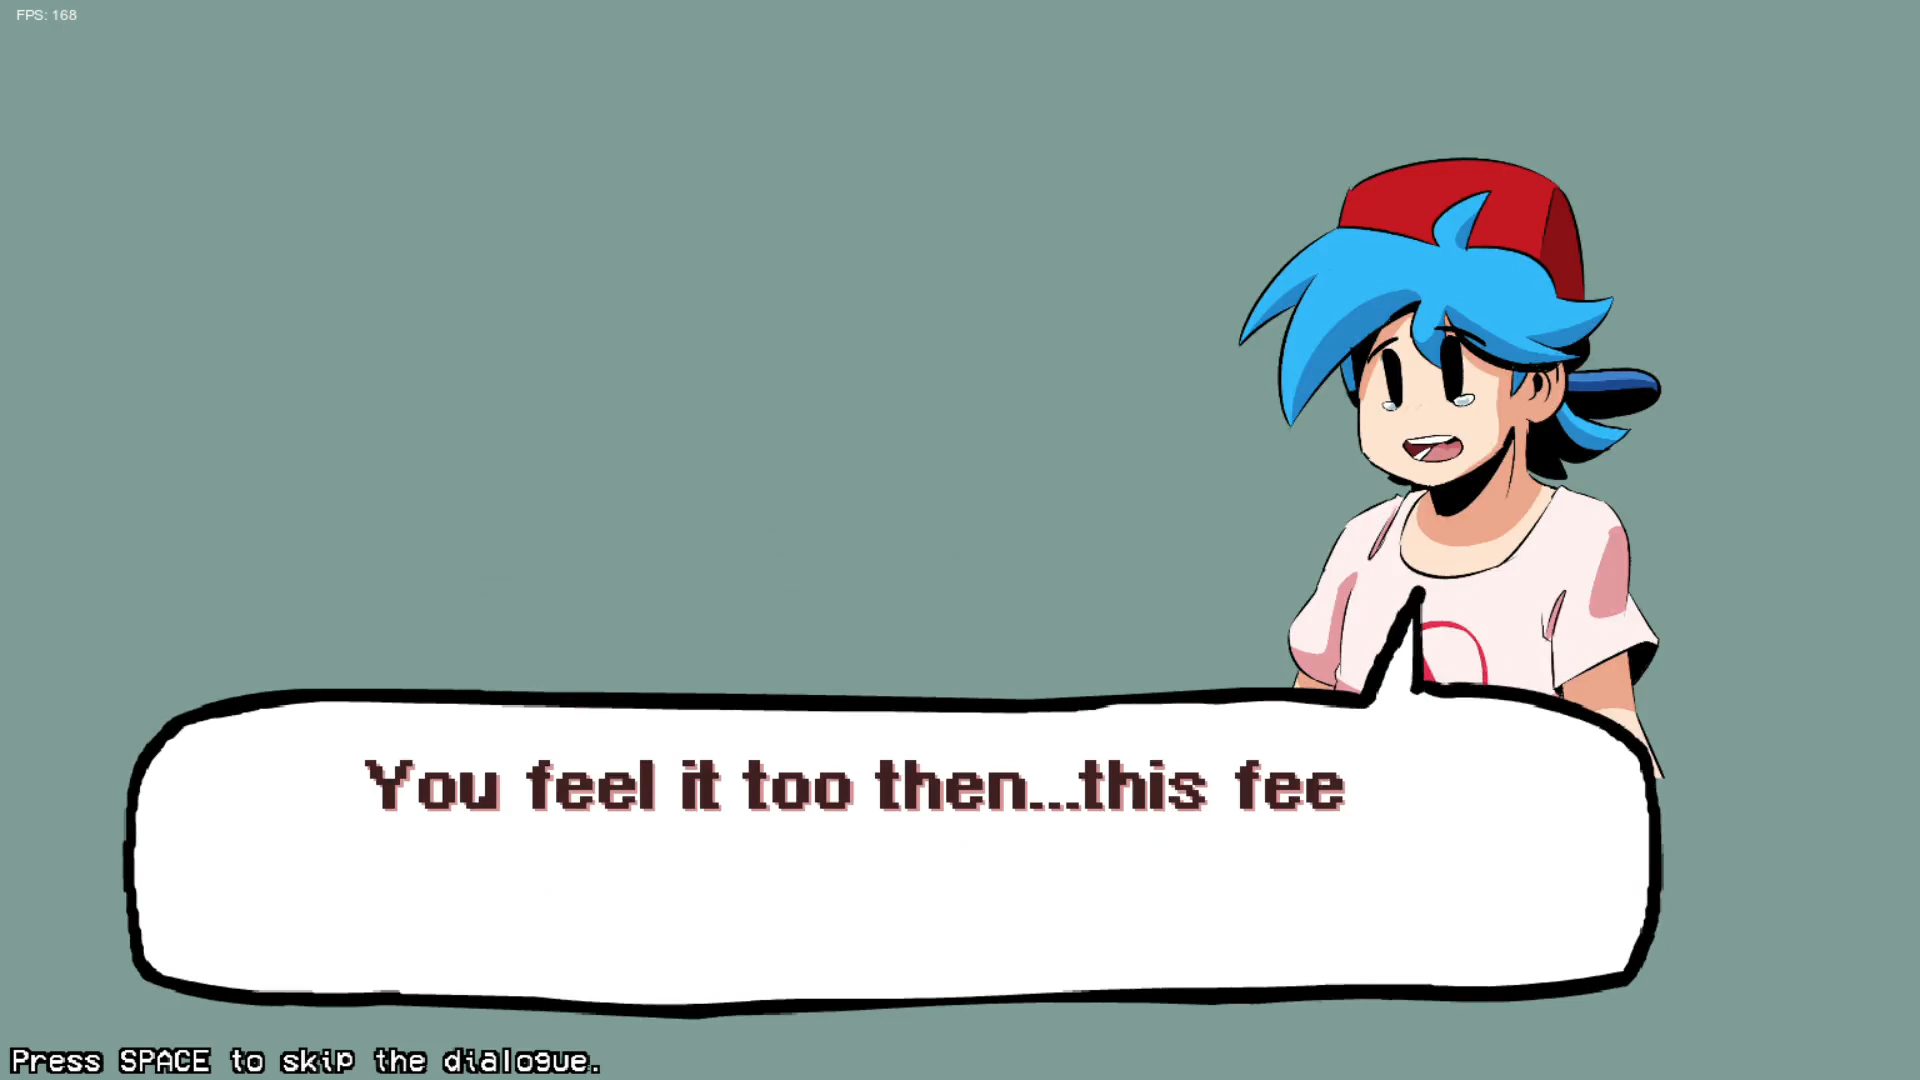 FPS: 168
You feel it too then...this fee
Press SPACE to skip the dialogue.